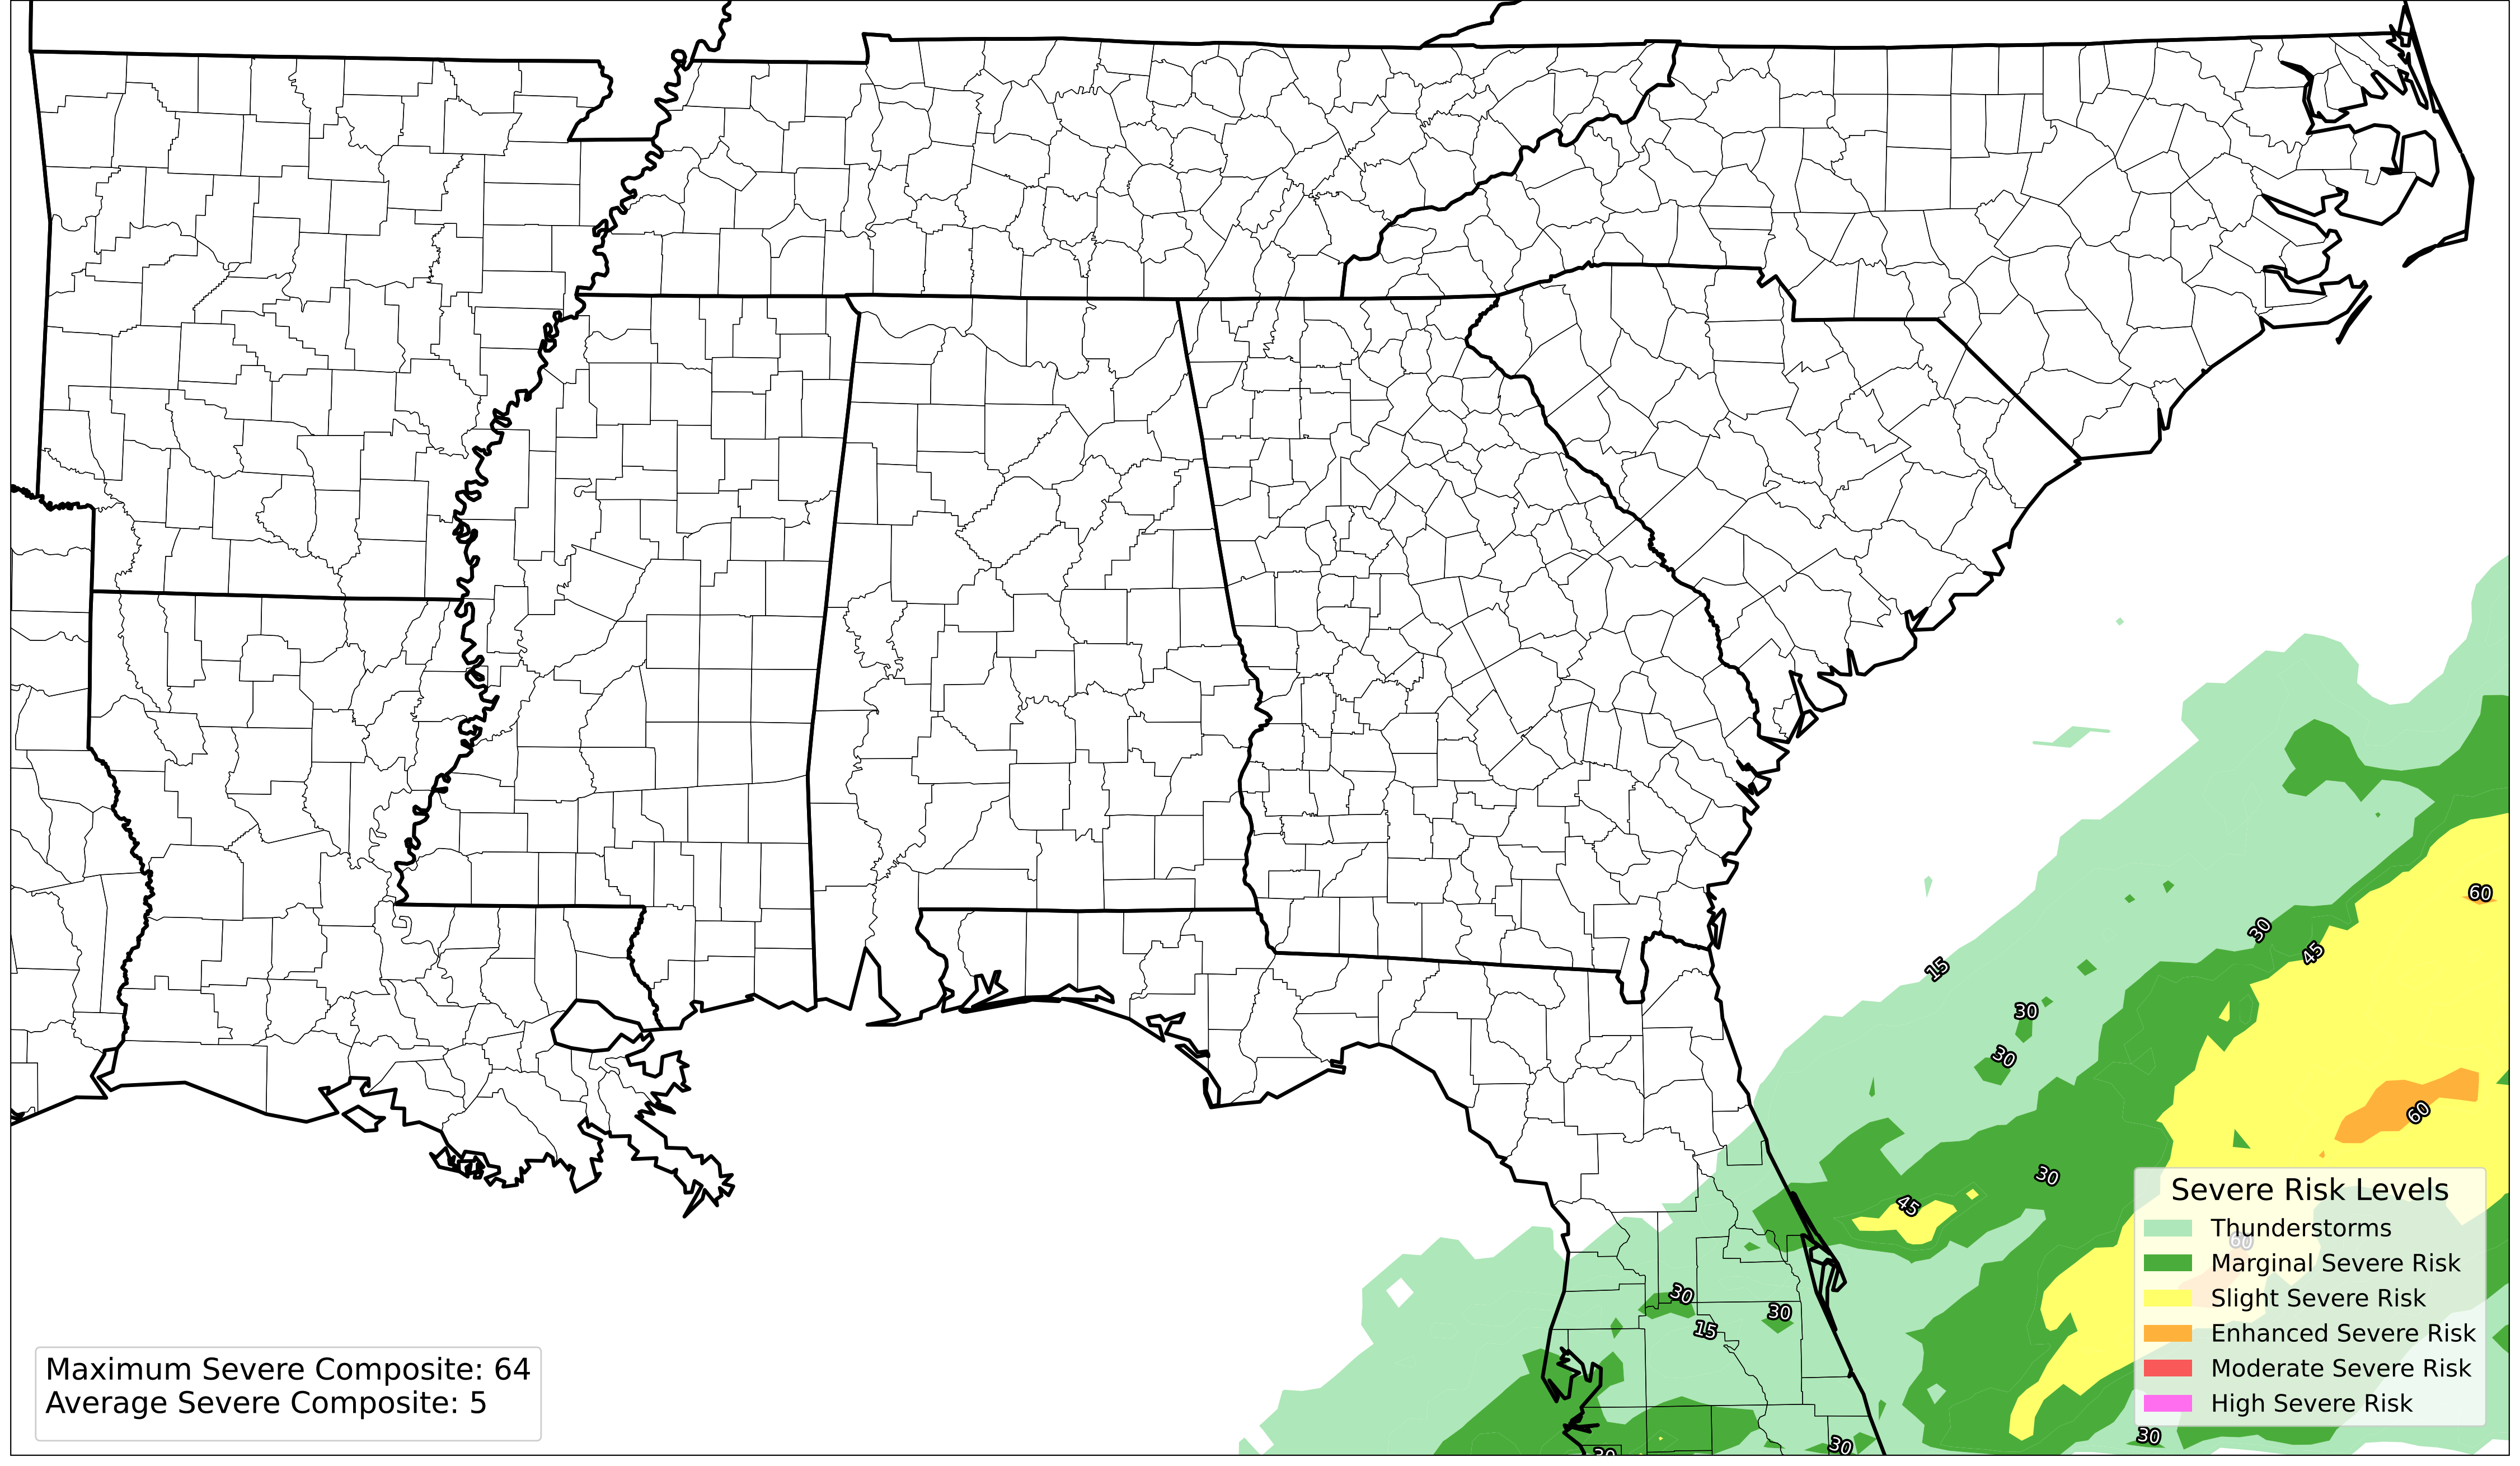 60
30
45
15
30
30
60
30
45
Severe Risk Levels
Thunderstorms
60
Marginal Severe Risk
Slight Severe Risk
Enhanced Severe Risk
Moderate Severe Risk
High Severe Risk
30
30
15
Maximum Severe Composite: 64
Average Severe Composite: 5
30
30
30